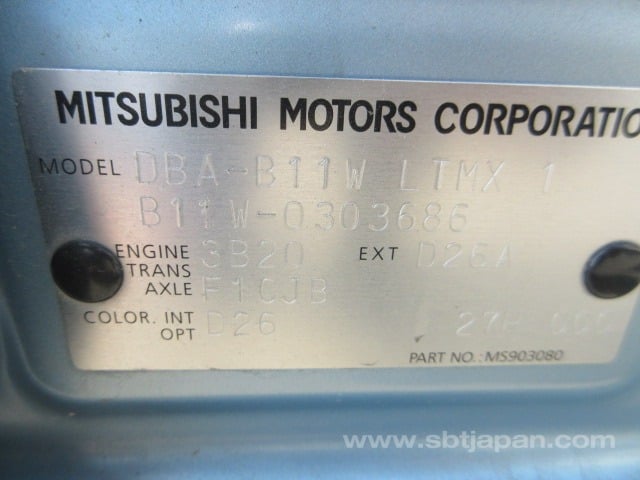 MITSUBISHI MOTORS CORPORATIO
MODEL DBA-B11W LTMX 1
B11W-0303686
ENGINE 3B20 EXT D26A
TRANS
AXLE F1CJB
COLOR. INT D26
OPT
PART NO.: MS903080
www.sbtjapan.com